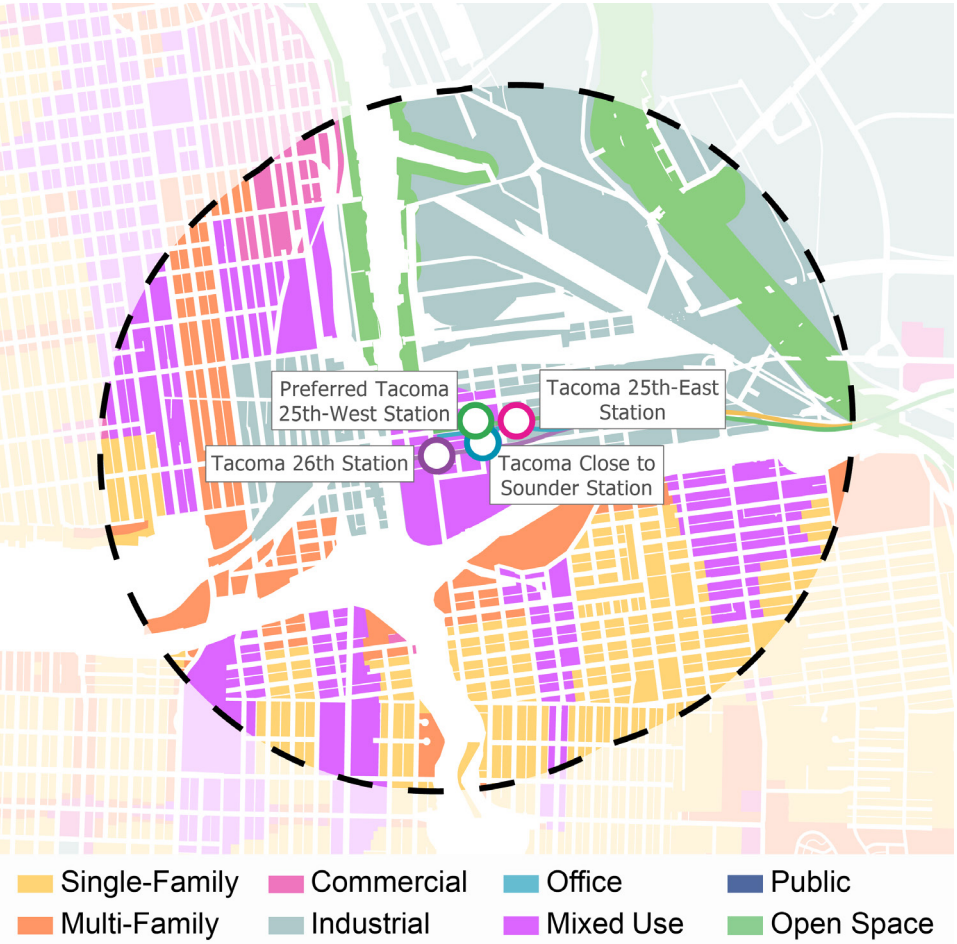 Preferred Tacoma
25th-West Station
Tacoma 25th-East
Station
Tacoma 26th Station
Tacoma Close to
Sounder Station
Single-Family
Commercial
Office
Public
Multi-Family
Industrial
Mixed Use
Open Space